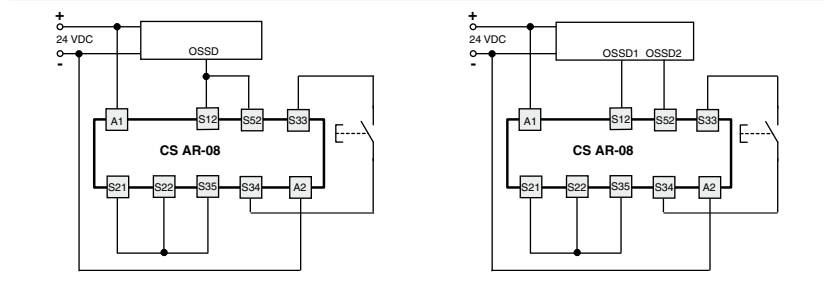 +
24 VDC
-
OSSD
A1
S12
S52
S33
CS AR-08
S21
S22
S35
S34
A2
+
24 VDC
-
OSSD1 OSSD2
A1
S12
S52
S33
CS AR-08
S21
S22
S35
S34
A2